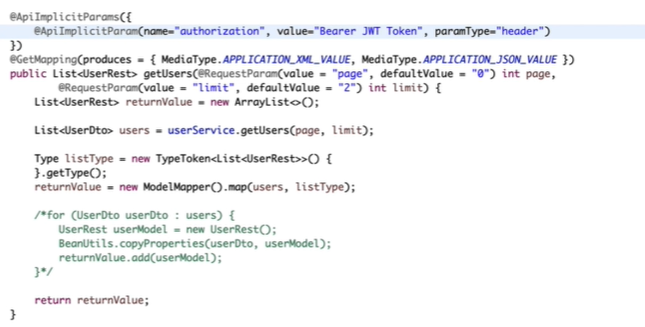 @ApiImplicitParams({
    @ApiImplicitParam(name="authorization", value="Bearer JWT Token", paramType="header")
})
@GetMapping(produces = { MediaType.APPLICATION_XML_VALUE, MediaType.APPLICATION_JSON_VALUE })
public List<UserRest> getUsers(@RequestParam(value = "page", defaultValue = "0") int page,
        @RequestParam(value = "limit", defaultValue = "2") int limit) {
    List<UserRest> returnValue = new ArrayList<>();
    List<UserDto> users = userService.getUsers(page, limit);
    Type listType = new TypeToken<List<UserRest>>() {
    }.getType();
    returnValue = new ModelMapper().map(users, listType);
    /*for (UserDto userDto : users) {
        UserRest userModel = new UserRest();
        BeanUtils.copyProperties(userDto, userModel);
        returnValue.add(userModel);
    }*/
    return returnValue;
}